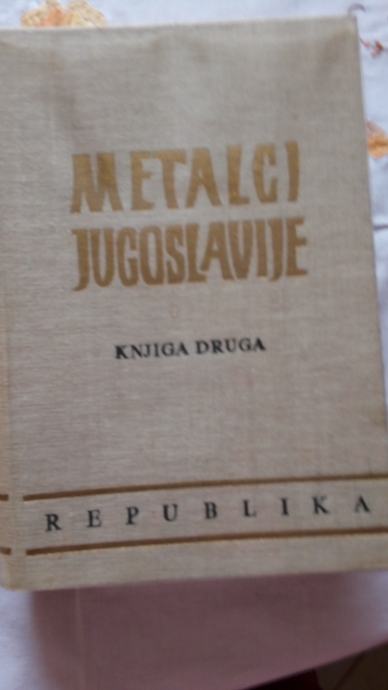 METALCI
JUGOSLAVIJE
KNJIGA DRUGA
REPUBLIKA